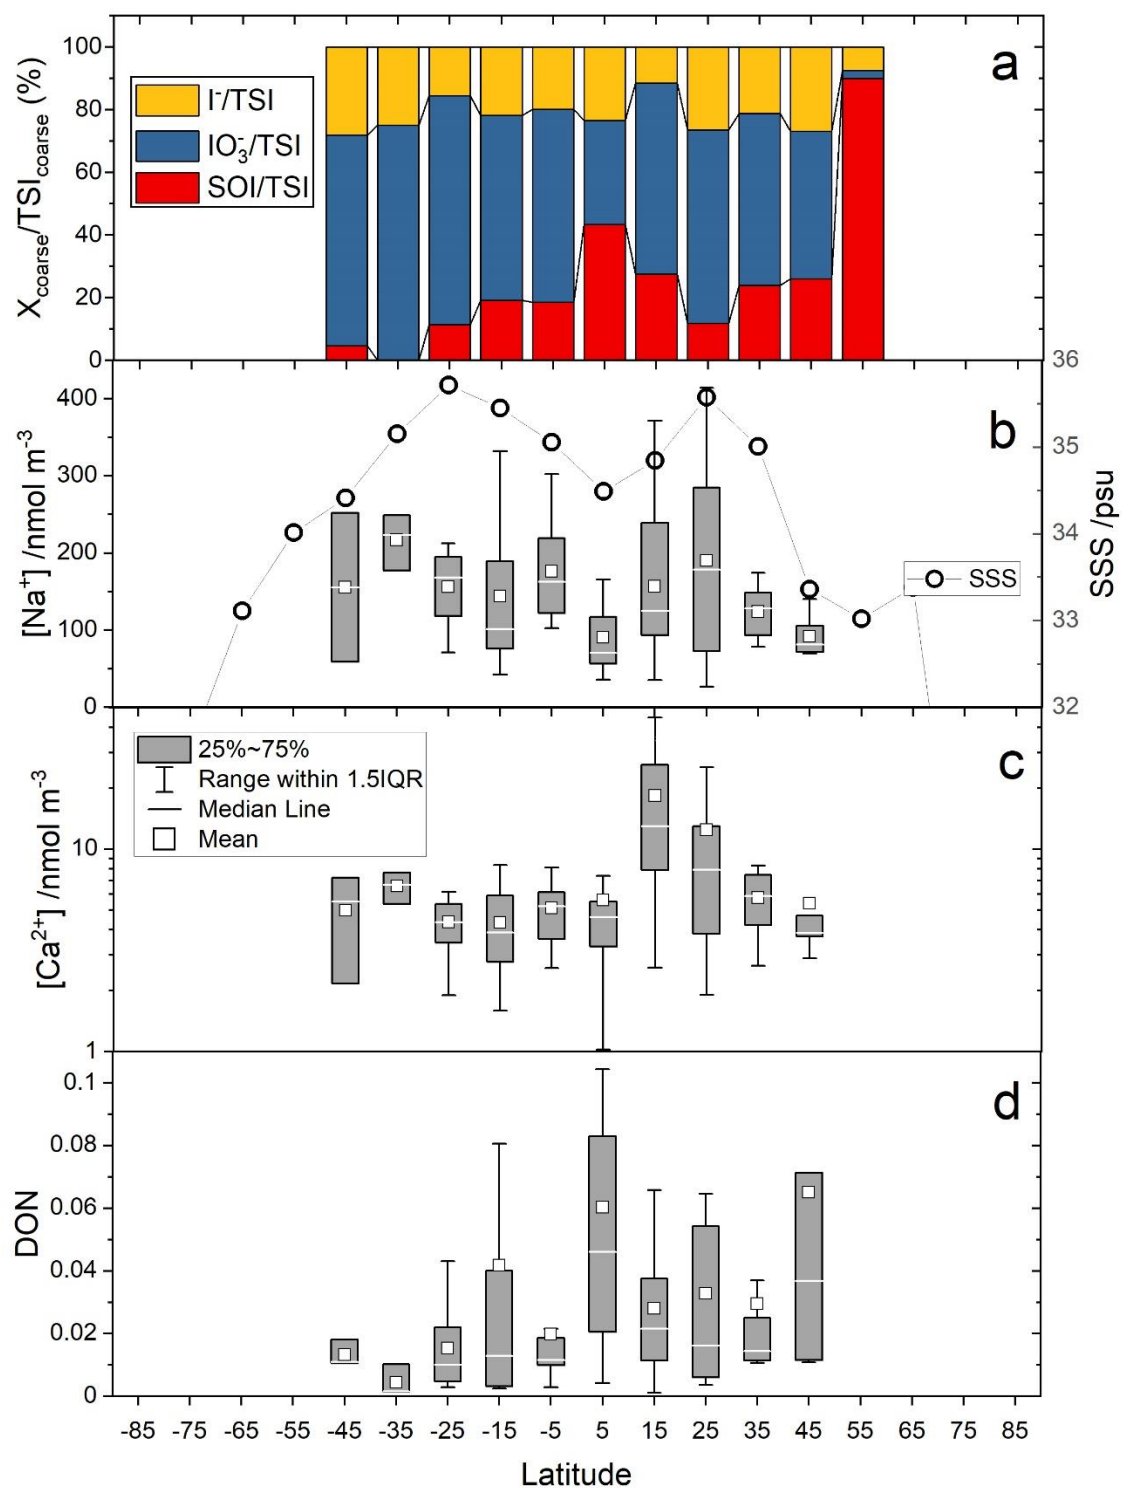 a
X_coarse/TSI_coarse (%)
100
80
60
40
20
0
I⁻/TSI
IO₃⁻/TSI
SOI/TSI
b
[Na⁺] /nmol m⁻³
400
300
200
100
0
36
35
34
33
32
SSS /psu
SSS
c
[Ca²⁺] /nmol m⁻³
10
1
25%~75%
Range within 1.5IQR
Median Line
Mean
d
DON
0.1
0.08
0.06
0.04
0.02
0
-85 -75 -65 -55 -45 -35 -25 -15 -5 5 15 25 35 45 55 65 75 85
Latitude